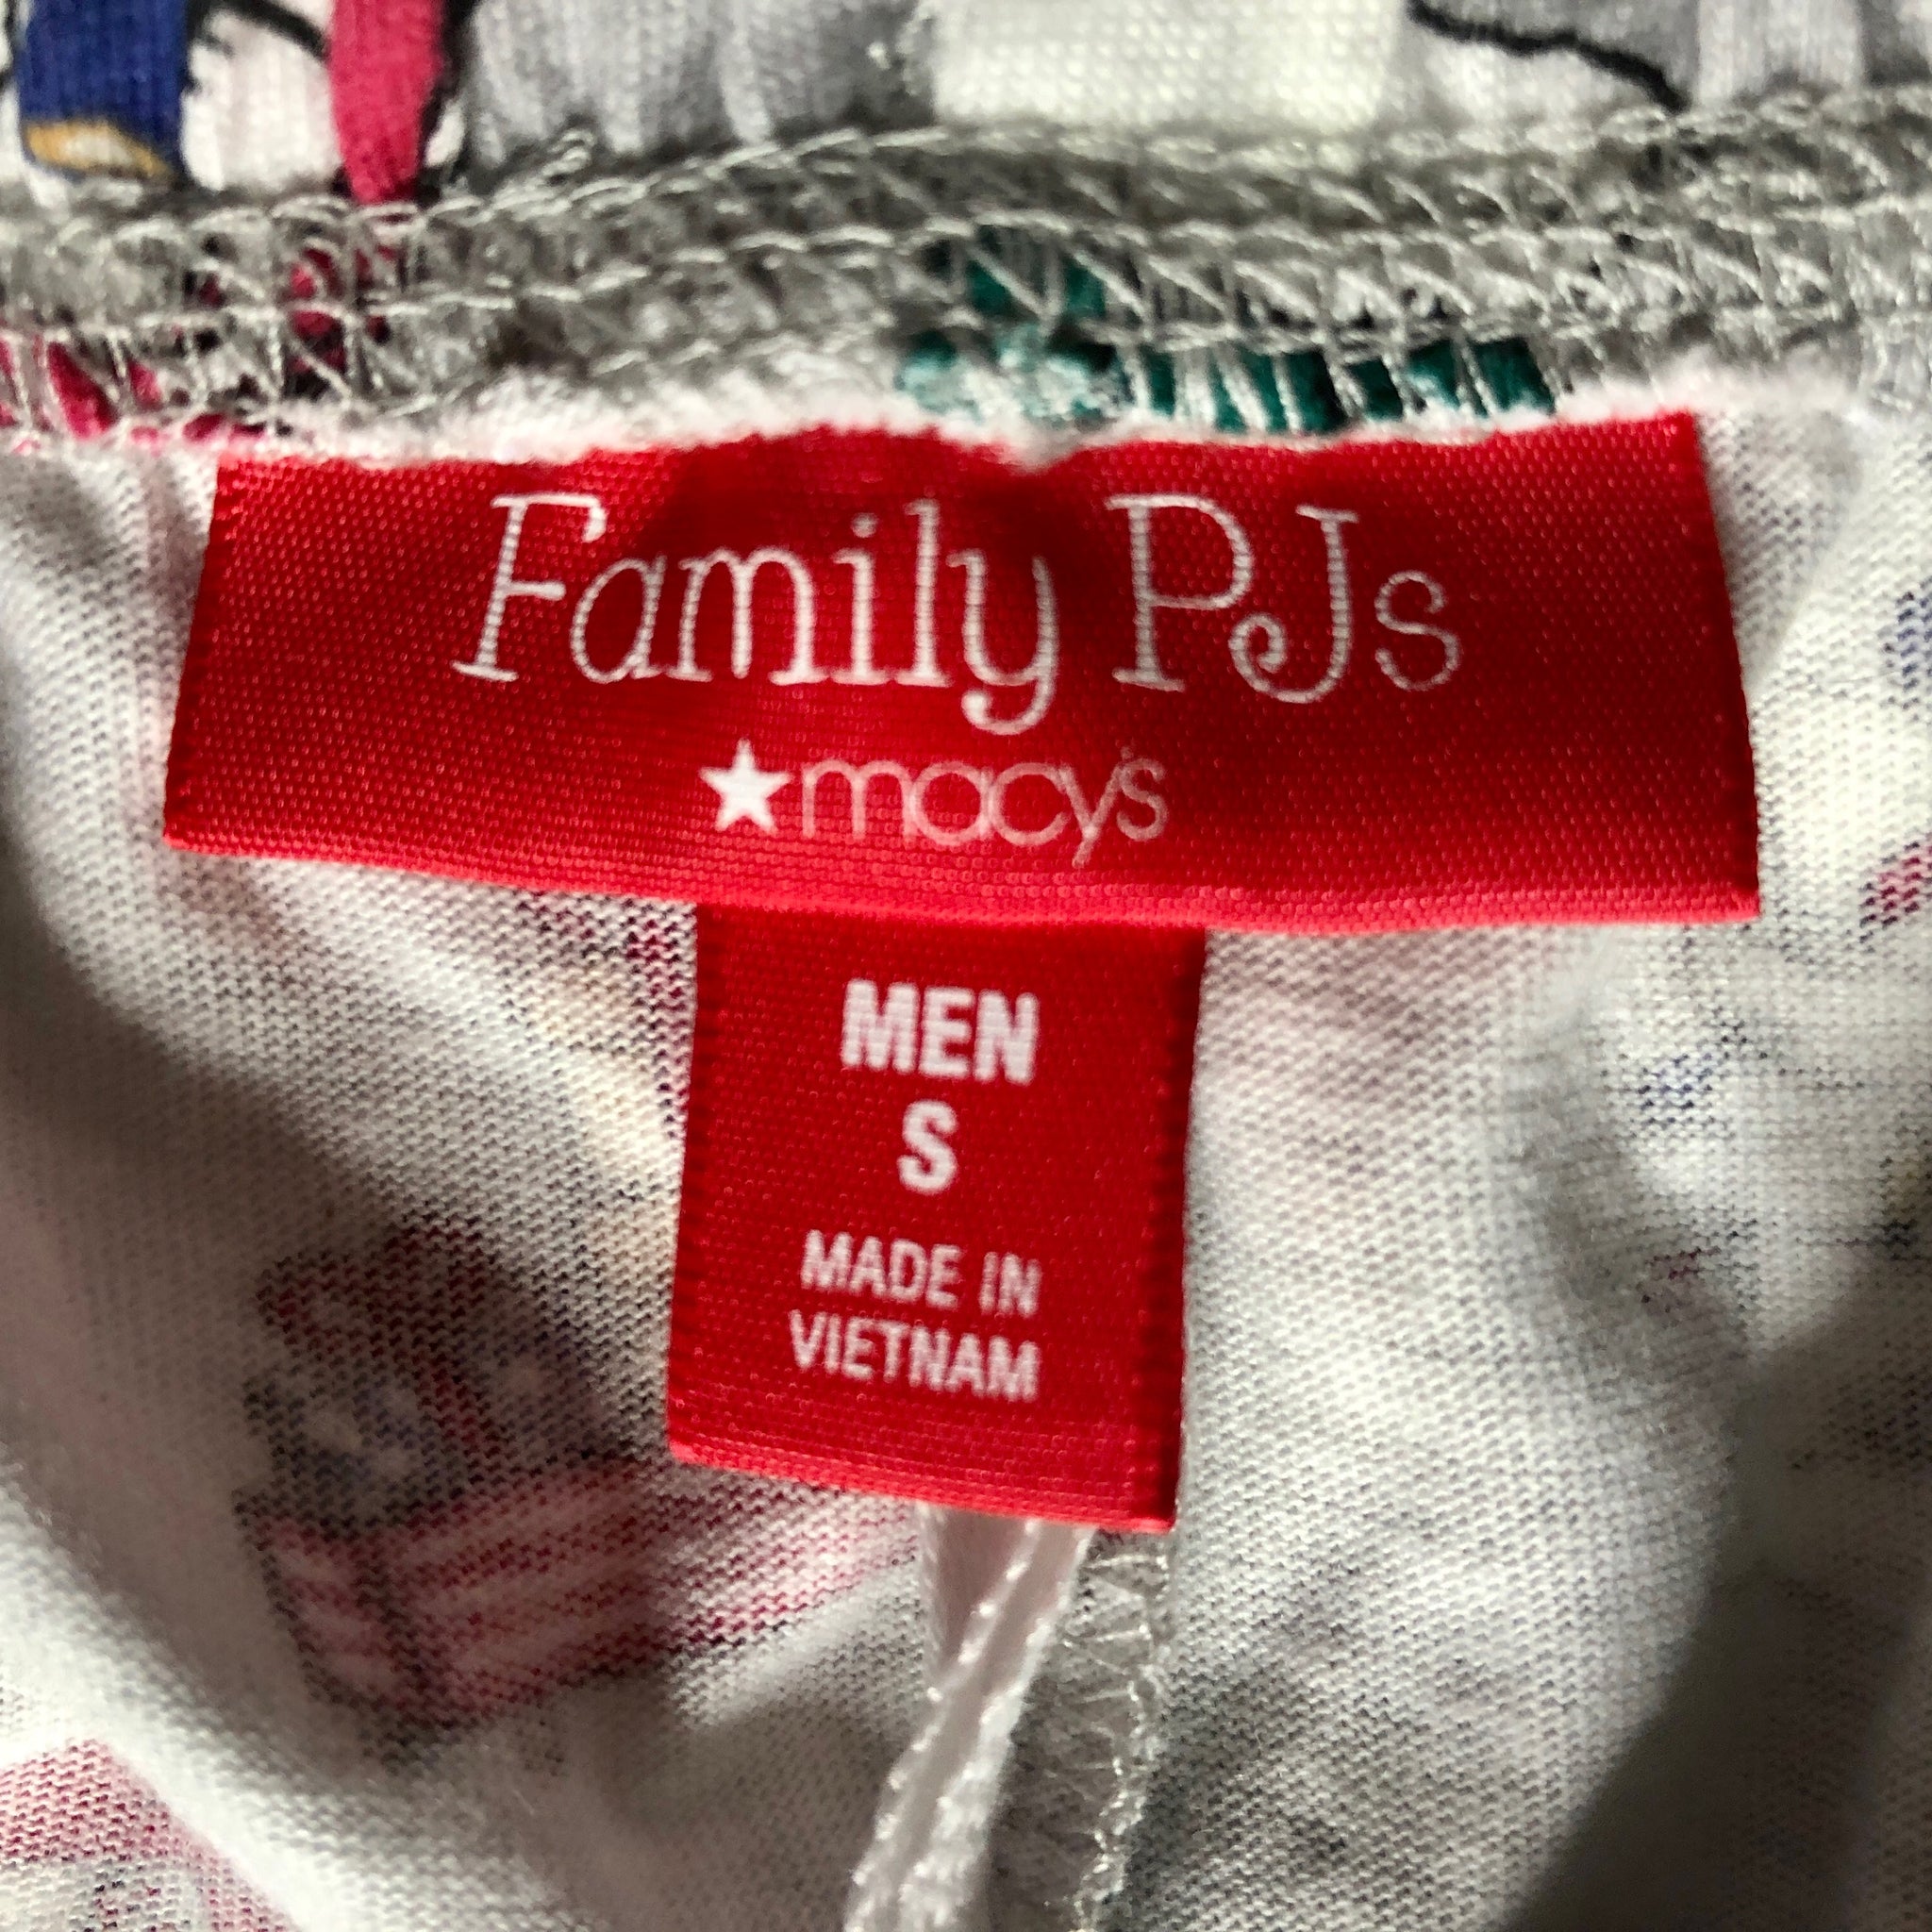 Family PJs
★macy's
MEN
S
MADE IN
VIETNAM